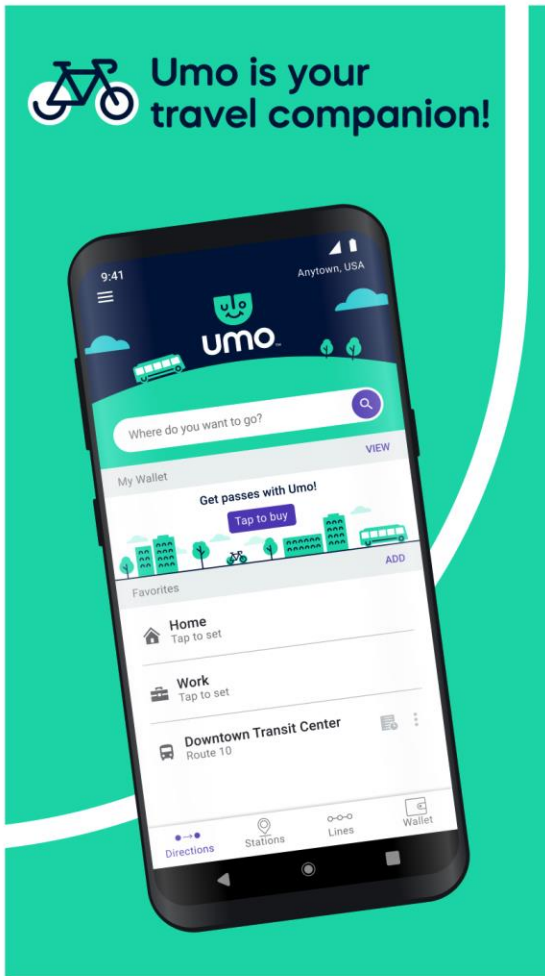 Umo is your
travel companion!
9:41
Anytown, USA
umo
Where do you want to go?
My Wallet
VIEW
Get passes with Umo!
Tap to buy
Favorites
ADD
Home
Tap to set
Work
Tap to set
Downtown Transit Center
Route 10
Directions
Stations
Lines
Wallet